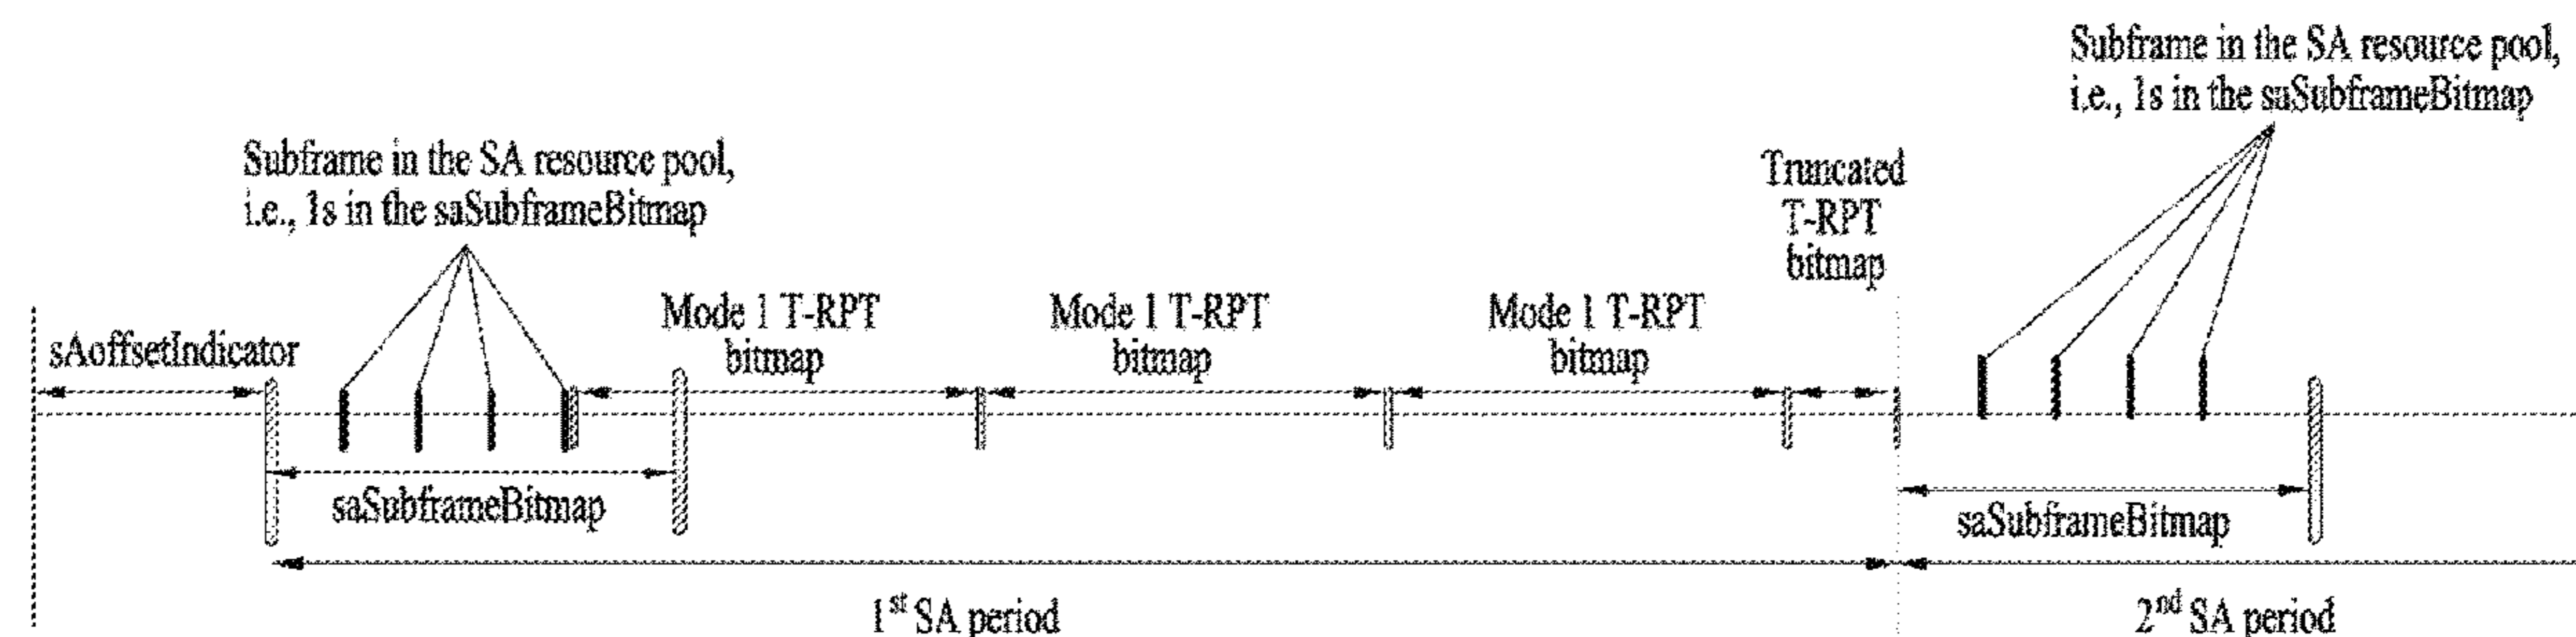 Subframe in the SA resource pool,
i.e., 1s in the saSubframeBitmap
Subframe in the SA resource pool,
i.e., 1s in the saSubframeBitmap
Truncated
T-RPT
bitmap
sAoffsetIndicator
Mode 1 T-RPT
bitmap
Mode 1 T-RPT
bitmap
Mode 1 T-RPT
bitmap
saSubframeBitmap
saSubframeBitmap
1st SA period
2nd SA period